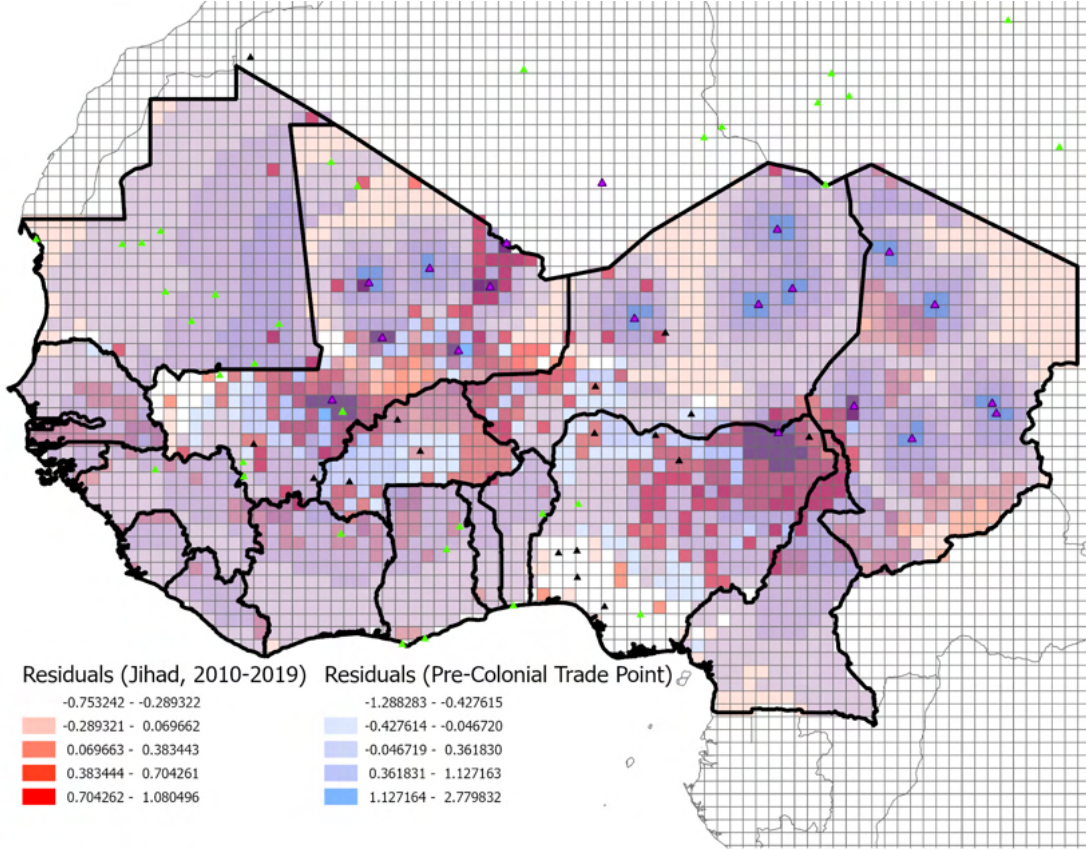 Residuals (Jihad, 2010-2019)
-0.753242 - -0.289322
-0.289321 - 0.069662
0.069663 - 0.383443
0.383444 - 0.704261
0.704262 - 1.080496
Residuals (Pre-Colonial Trade Point)
-1.288283 - -0.427615
-0.427614 - -0.046720
-0.046719 - 0.361830
0.361831 - 1.127163
1.127164 - 2.779832